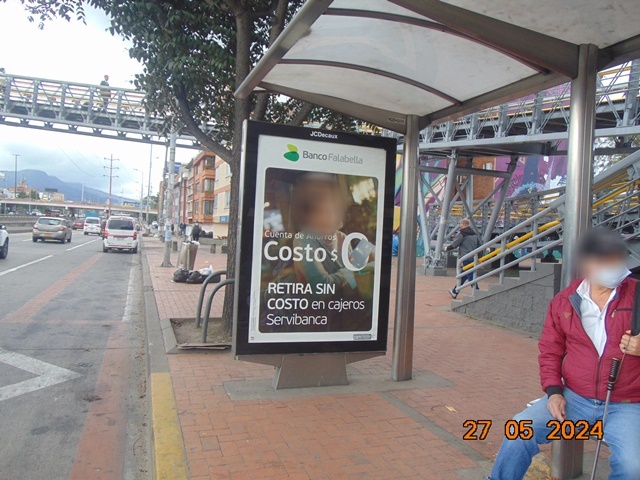 JCDecaux
Banco Falabella
Cuenta de Ahorros
Costo $0
RETIRA SIN
COSTO en cajeros
Servibanca
27 05 2024